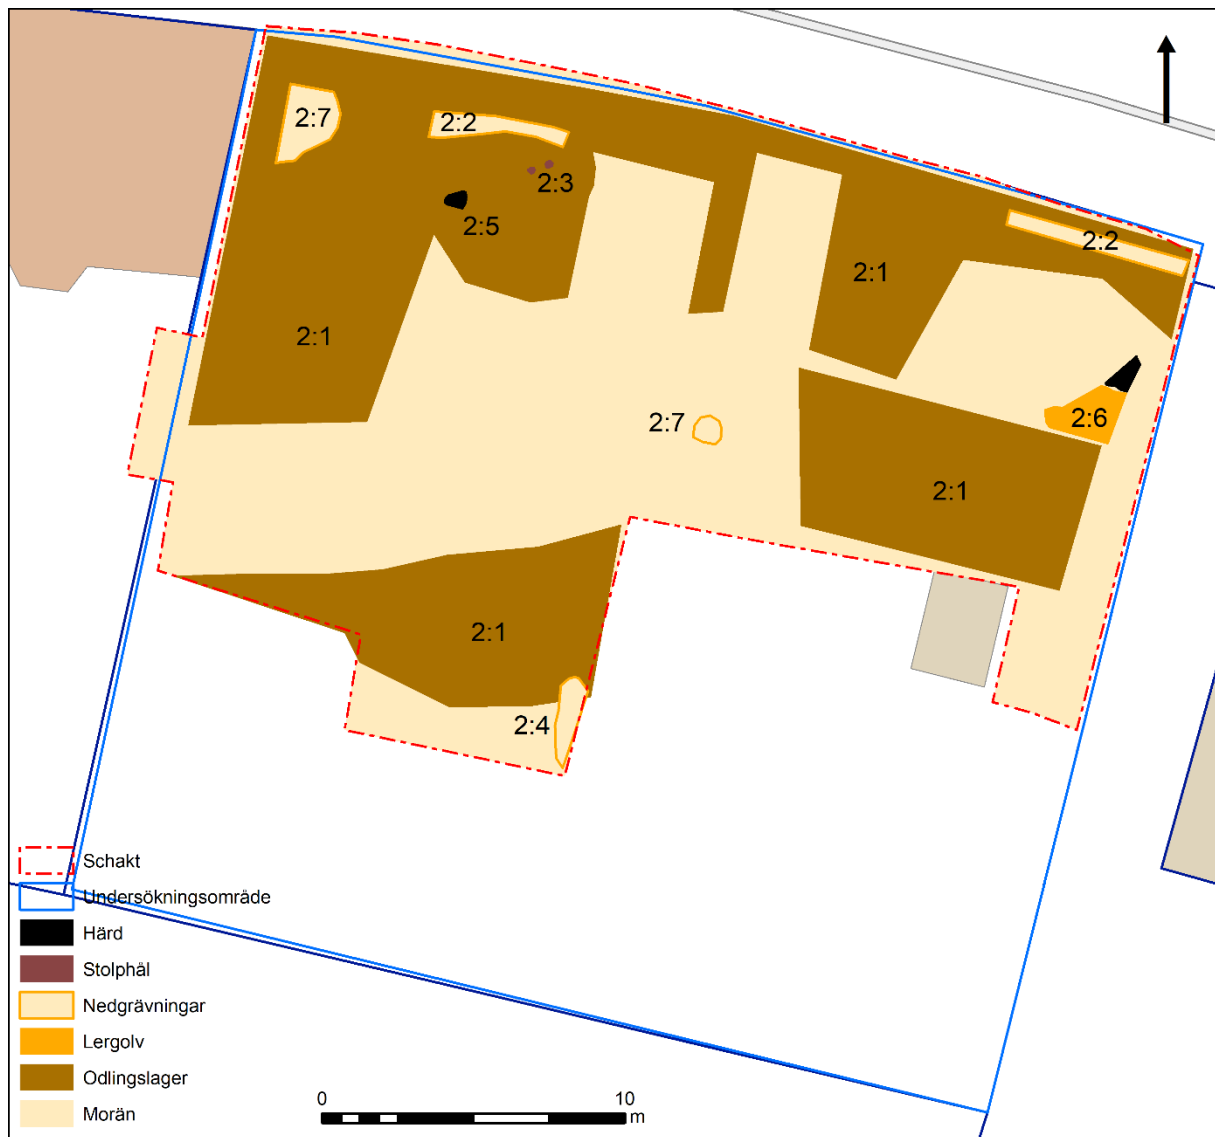 2:7
2:2
2:3
2:5
2:2
2:1
2:1
2:6
2:7
2:1
2:1
2:4
Schakt
Undersökningsområde
Härd
Stolphål
Nedgrävningar
Lergolv
Odlingslager
Morän
0 10
m